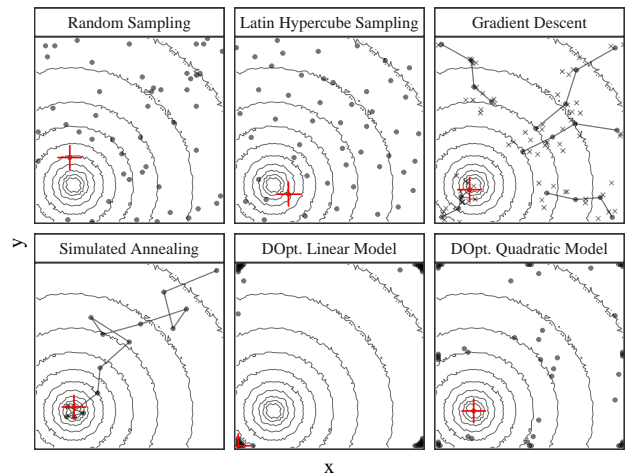 Random Sampling
Latin Hypercube Sampling
Gradient Descent
Simulated Annealing
DOpt. Linear Model
DOpt. Quadratic Model
y
x